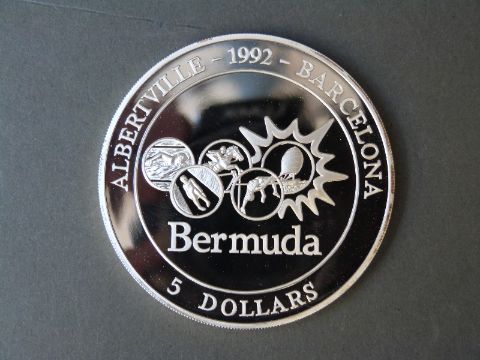 ALBERTVILLE - 1992 - BARCELONA
Bermuda
5 DOLLARS